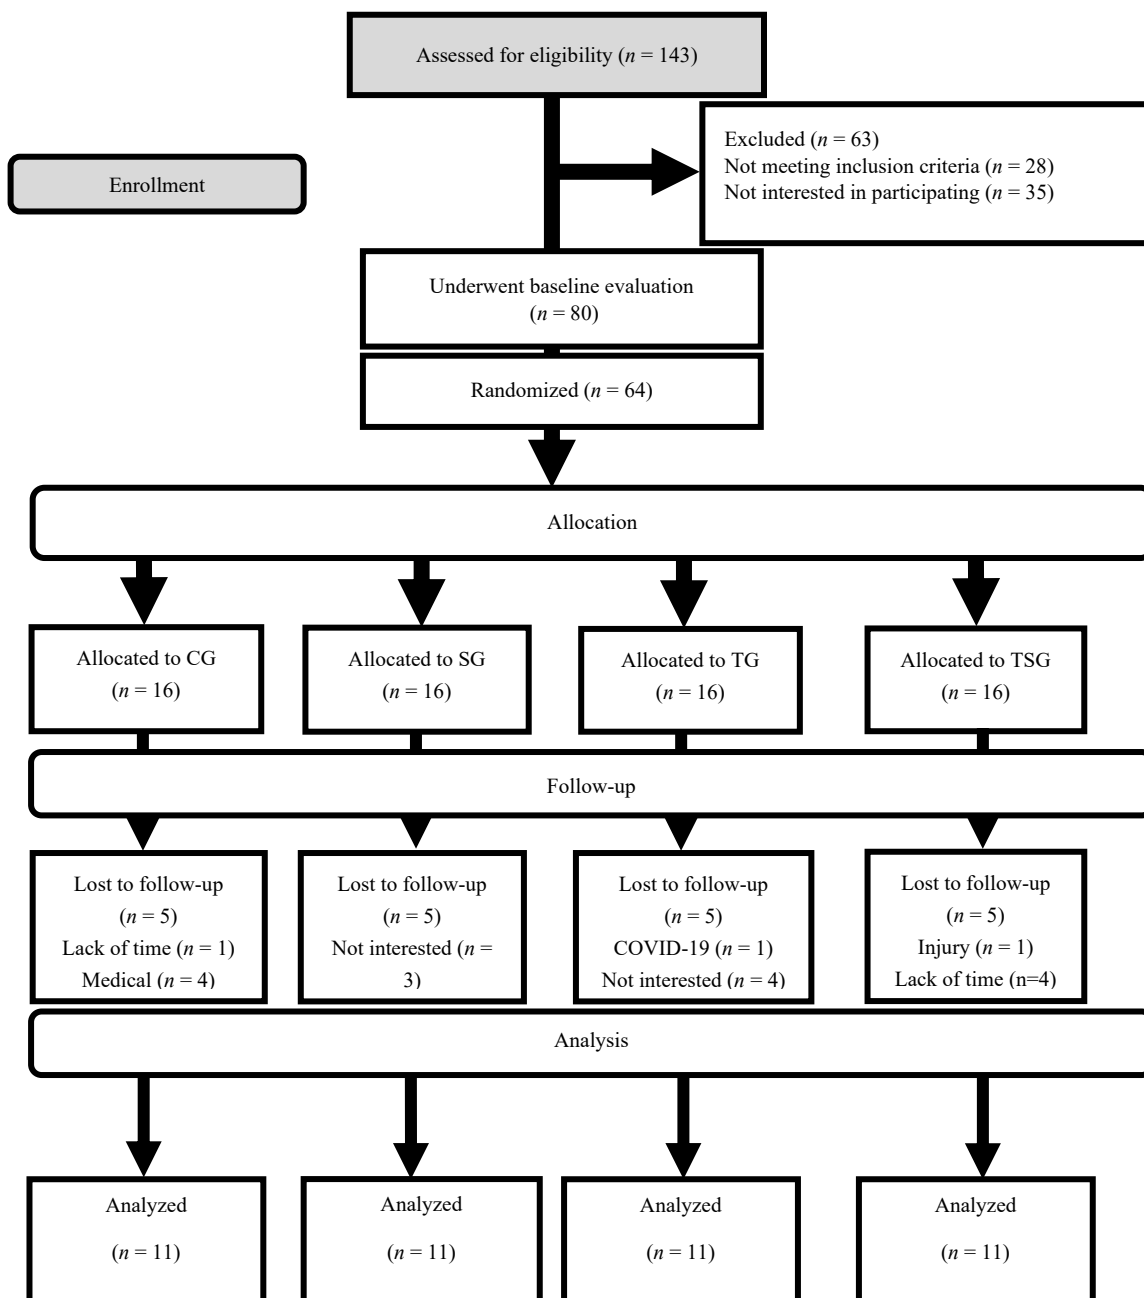 Assessed for eligibility (n = 143)
Excluded (n = 63)
Not meeting inclusion criteria (n = 28)
Not interested in participating (n = 35)
Enrollment
Underwent baseline evaluation
(n = 80)
Randomized (n = 64)
Allocation
Allocated to CG
(n = 16)
Allocated to SG
(n = 16)
Allocated to TG
(n = 16)
Allocated to TSG
(n = 16)
Follow-up
Lost to follow-up
(n = 5)
Lack of time (n = 1)
Medical (n = 4)
Lost to follow-up
(n = 5)
Not interested (n =
3)
Lost to follow-up
(n = 5)
COVID-19 (n = 1)
Not interested (n = 4)
Lost to follow-up
(n = 5)
Injury (n = 1)
Lack of time (n=4)
Analysis
Analyzed
(n = 11)
Analyzed
(n = 11)
Analyzed
(n = 11)
Analyzed
(n = 11)